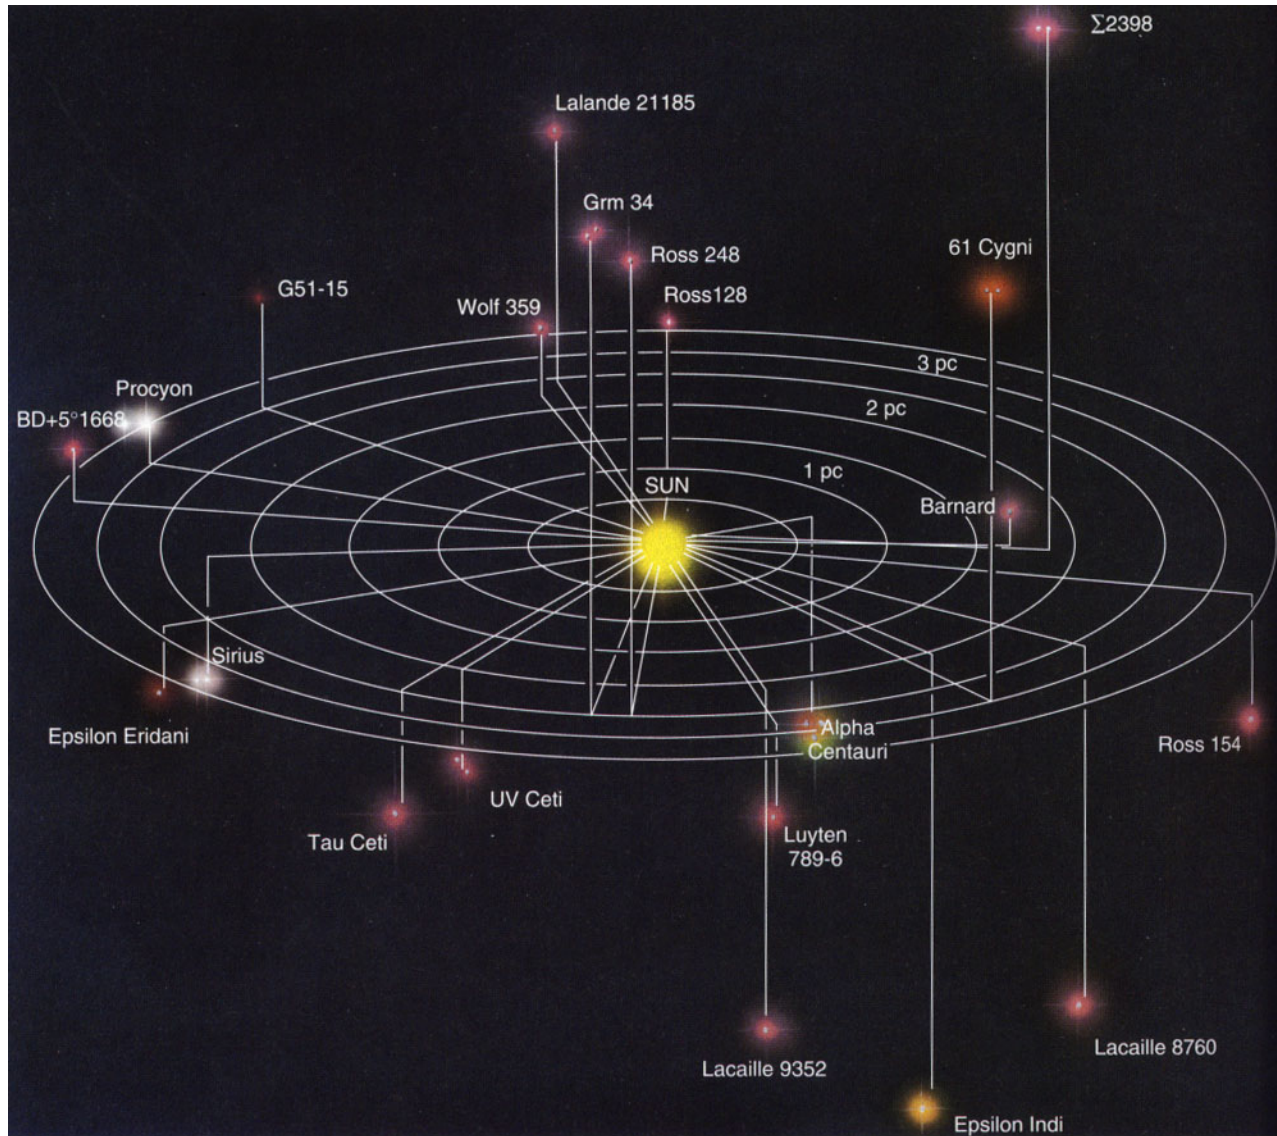 Σ2398
Lalande 21185
Grm 34
Ross 248
61 Cygni
G51-15
Wolf 359
Ross128
3 pc
Procyon
2 pc
BD+5°1668
1 pc
SUN
Barnard
Sirius
Epsilon Eridani
Alpha
Centauri
Ross 154
UV Ceti
Tau Ceti
Luyten
789-6
Lacaille 9352
Lacaille 8760
Epsilon Indi